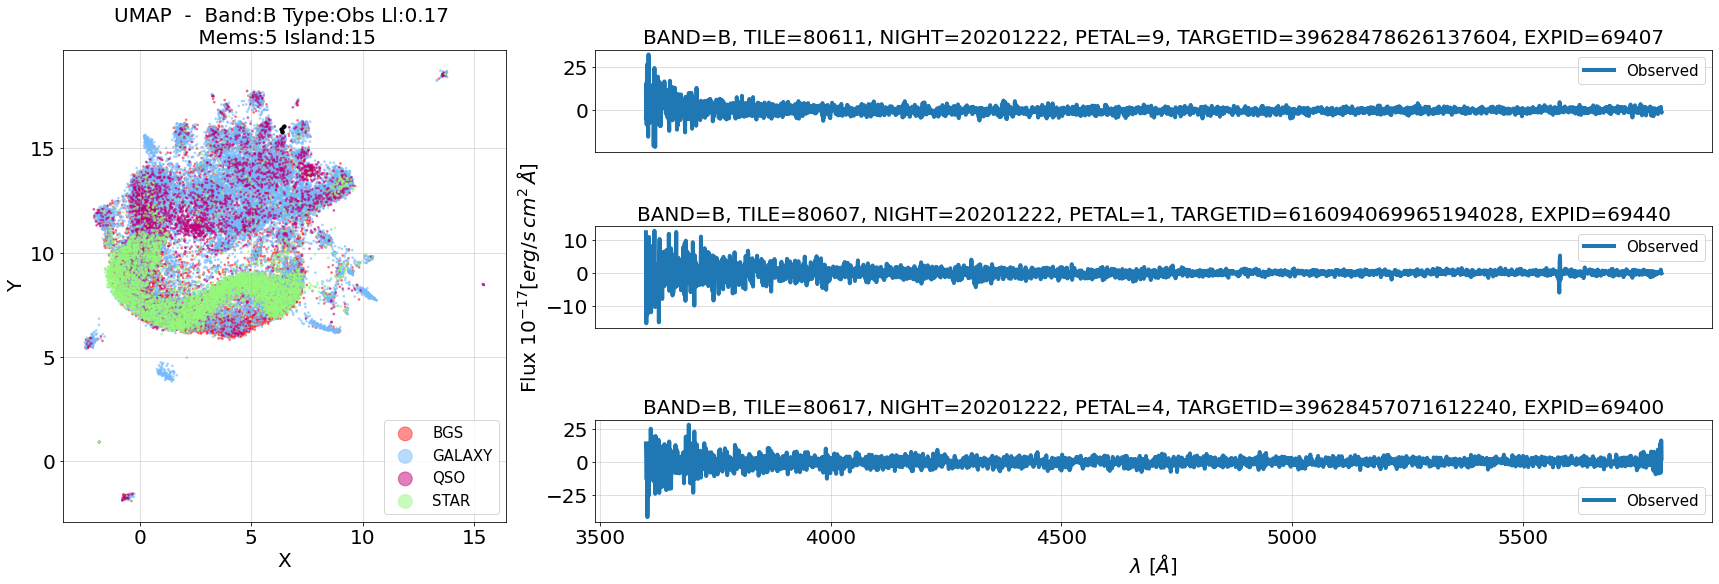 UMAP - Band:B Type:Obs Ll:0.17
Mems:5 Island:15
15
10
5
0
Y
0
5
10
15
X
BGS
GALAXY
QSO
STAR
Flux 10⁻¹⁷[erg/s cm² Å]
BAND=B, TILE=80611, NIGHT=20201222, PETAL=9, TARGETID=39628478626137604, EXPID=69407
25
0
Observed
BAND=B, TILE=80607, NIGHT=20201222, PETAL=1, TARGETID=616094069965194028, EXPID=69440
10
0
−10
Observed
BAND=B, TILE=80617, NIGHT=20201222, PETAL=4, TARGETID=39628457071612240, EXPID=69400
25
0
−25
Observed
3500
4000
4500
5000
5500
λ [Å]